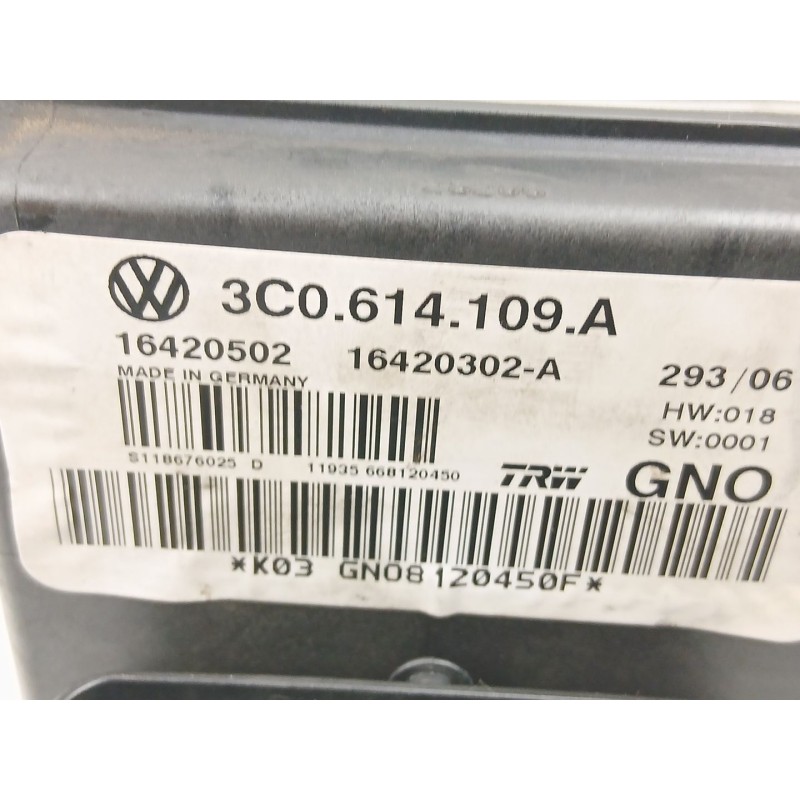 3C0.614.109.A
16420502 16420302-A 293/06
MADE IN GERMANY HW:018
SW:0001
S118676025 D 11935 668120450 TRW GNO
*K03 GNO8120450F*